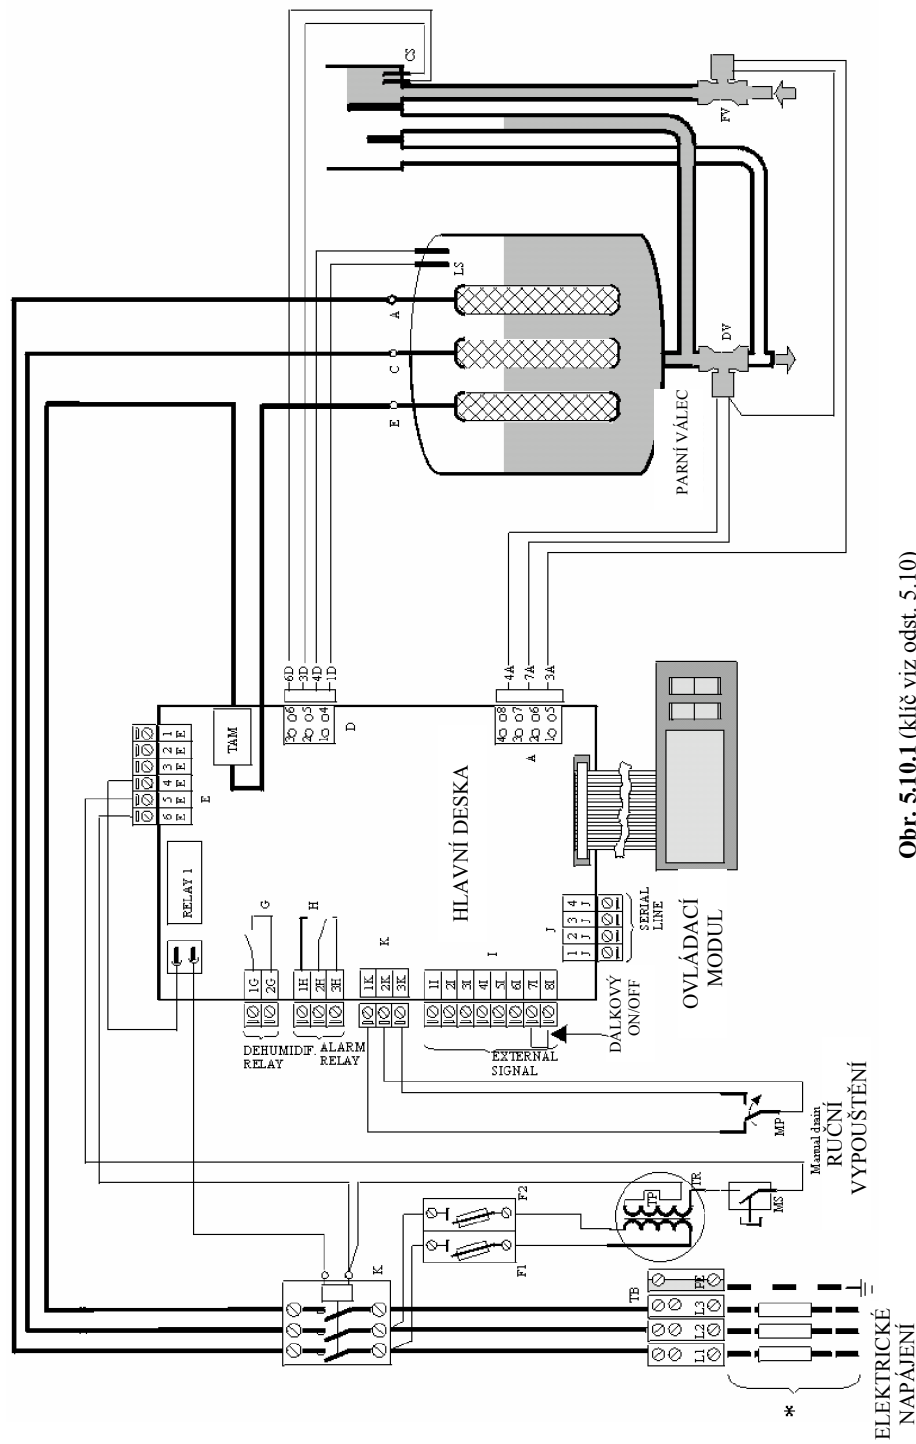 *
ELEKTRICKÉ
NAPÁJENÍ
L1
L2
L3
PE
TB
K
F1
F2
TP
TR
MS
MP
Manual drain
RUČNÍ
VYPOUŠTĚNÍ
DEHUMIDIF.
RELAY
ALARM
RELAY
EXTERNAL
SIGNAL
DÁLKOVÝ
ON/OFF
1G
2G
G
1H
2H
3H
H
1K
2K
3K
K
1I
2I
3I
4I
5I
6I
7I
8I
I
1 2 3 4
J J J J
J
SERIAL
LINE
RELAY 1
6 5 4 3 2 1
E E E E E E
E
TAM
HLAVNÍ DESKA
OVLÁDACÍ
MODUL
3 6
2 5
1 4
D
6D
3D
4D
1D
4 8
3 7
2 6
1 5
A
4A
7A
3A
E
C
A
LS
PARNÍ VÁLEC
DV
CS
FV
Obr. 5.10.1 (klíč viz odst. 5.10)